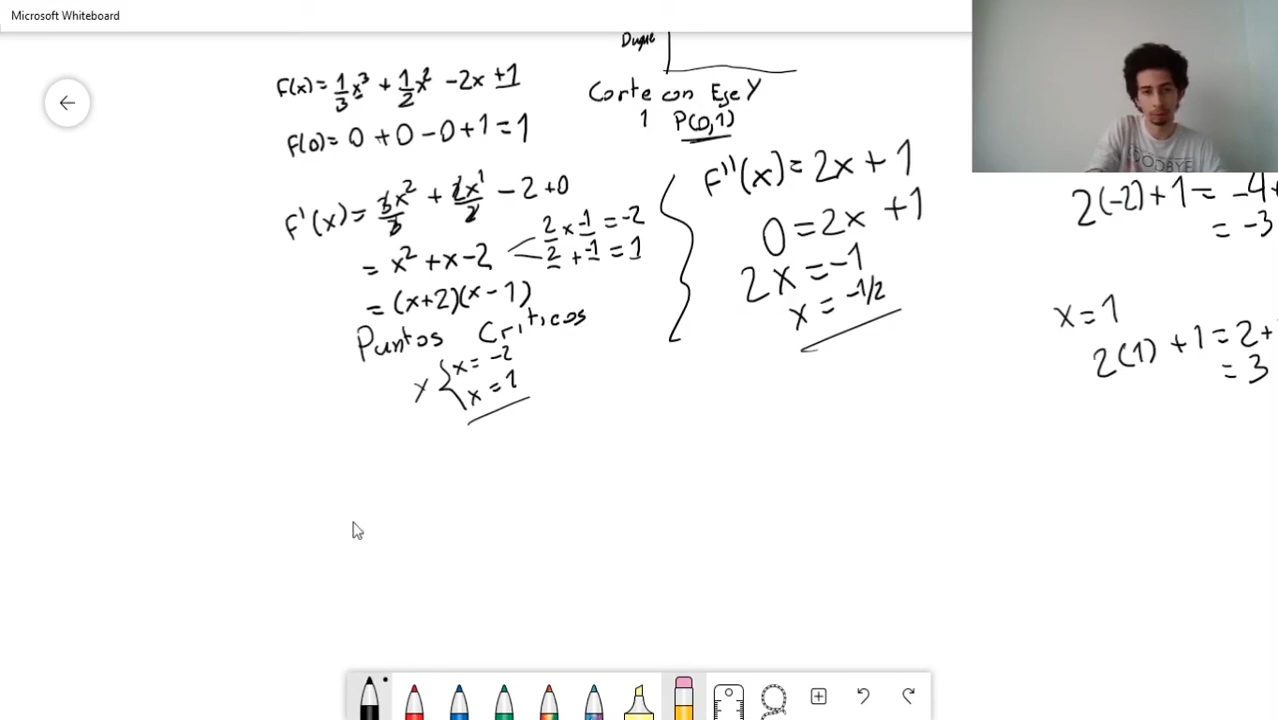 Microsoft Whiteboard
Duque
F(x) = 1/3 x³ + 1/2 x² - 2x + 1
F(0) = 0 + 0 - 0 + 1 = 1
Corte con Eje Y
1 P(0,1)
F'(x) = 3x²/3 + 2x¹/2 - 2 + 0
= x² + x - 2
2 x -1 = -2
2 + -1 = 1
= (x+2)(x-1)
Puntos Criticos
x { x = -2
x = 1
F''(x) = 2x + 1
0 = 2x + 1
2x = -1
x = -1/2
2(-2) + 1 = -4 +
= -3
x = 1
2(1) + 1 = 2 +
= 3
GOODBYE